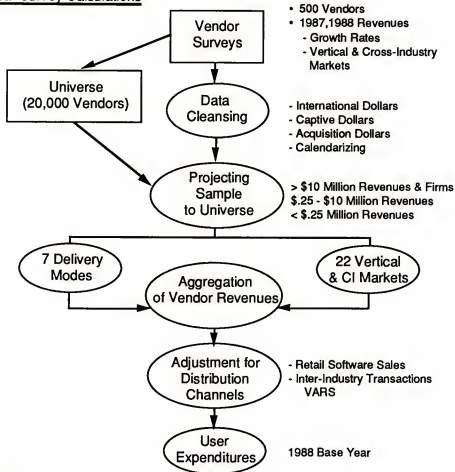 Survey Calculations
Vendor
Surveys
• 500 Vendors
• 1987,1988 Revenues
- Growth Rates
- Vertical & Cross-Industry
Markets
Universe
(20,000 Vendors)
Data
Cleansing
- International Dollars
- Captive Dollars
- Acquisition Dollars
- Calendarizing
Projecting
Sample
to Universe
> $10 Million Revenues & Firms
$.25 - $10 Million Revenues
< $.25 Million Revenues
7 Delivery
Modes
22 Vertical
& CI Markets
Aggregation
of Vendor Revenues
Adjustment for
Distribution
Channels
- Retail Software Sales
- Inter-Industry Transactions
VARS
User
Expenditures
1988 Base Year